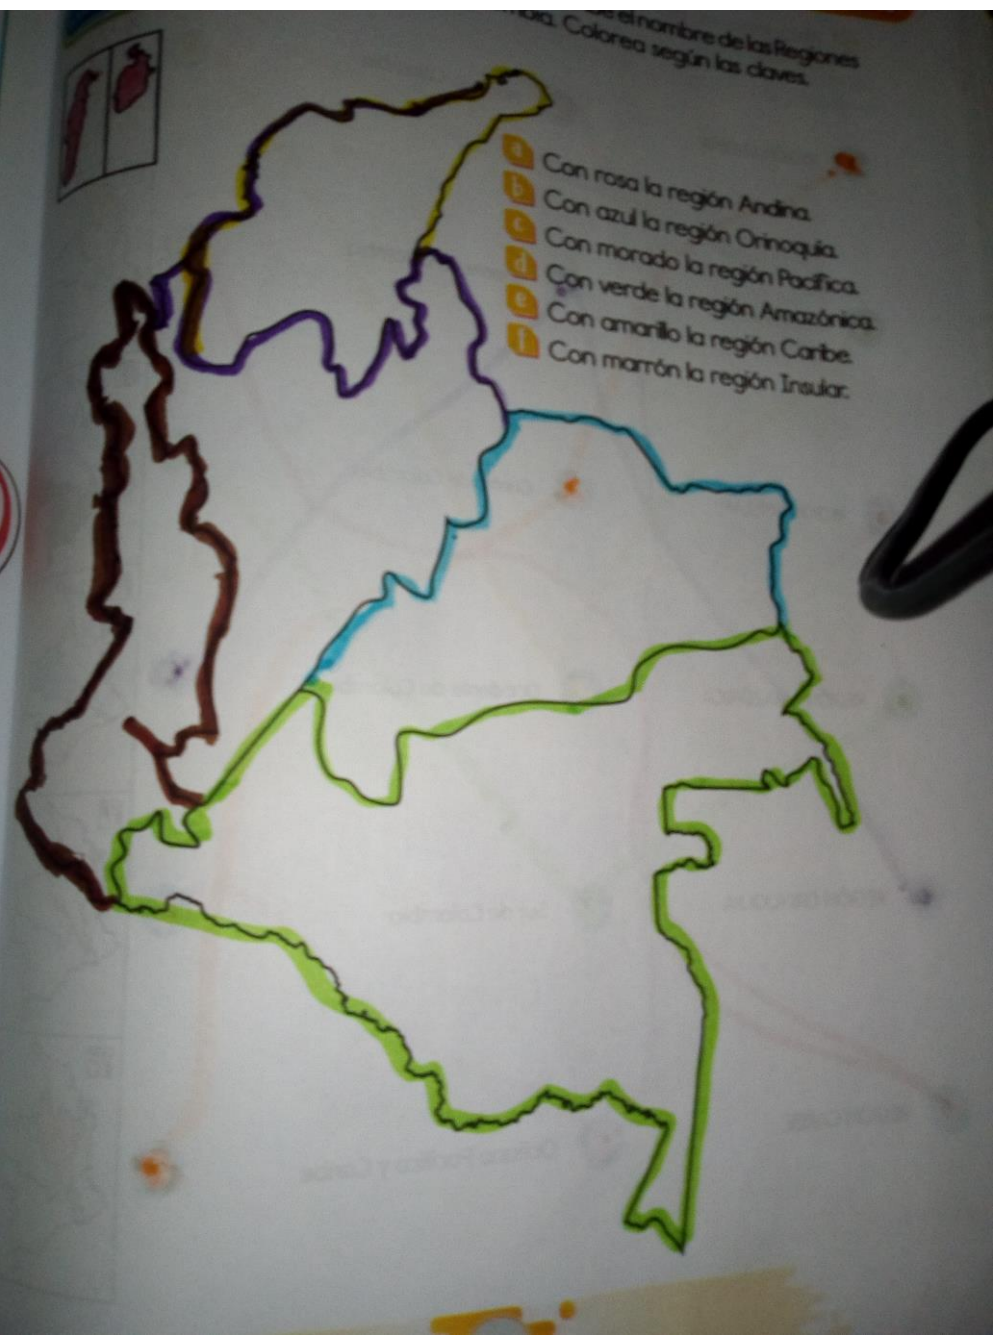 el nombre de las Regiones
Colorea según las claves.
a Con rosa la región Andina.
b Con azul la región Orinoquía.
c Con morado la región Pacífica.
d Con verde la región Amazónica.
e Con amarillo la región Caribe.
f Con marrón la región Insular.